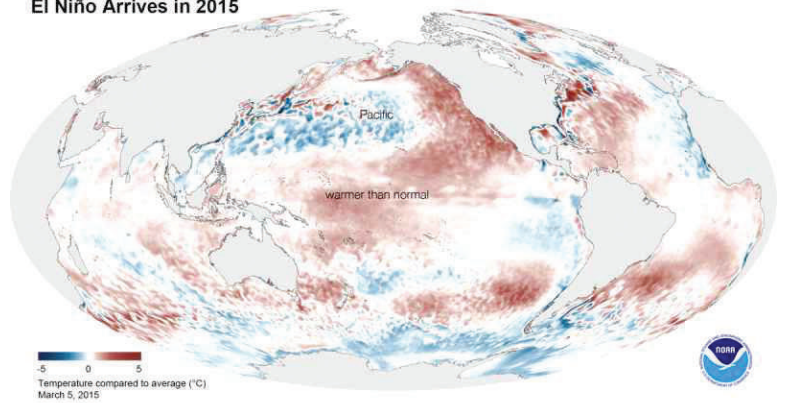 El Niño Arrives in 2015
Pacific
warmer than normal
-5 0 5
Temperature compared to average (°C)
March 5, 2015
NOAA